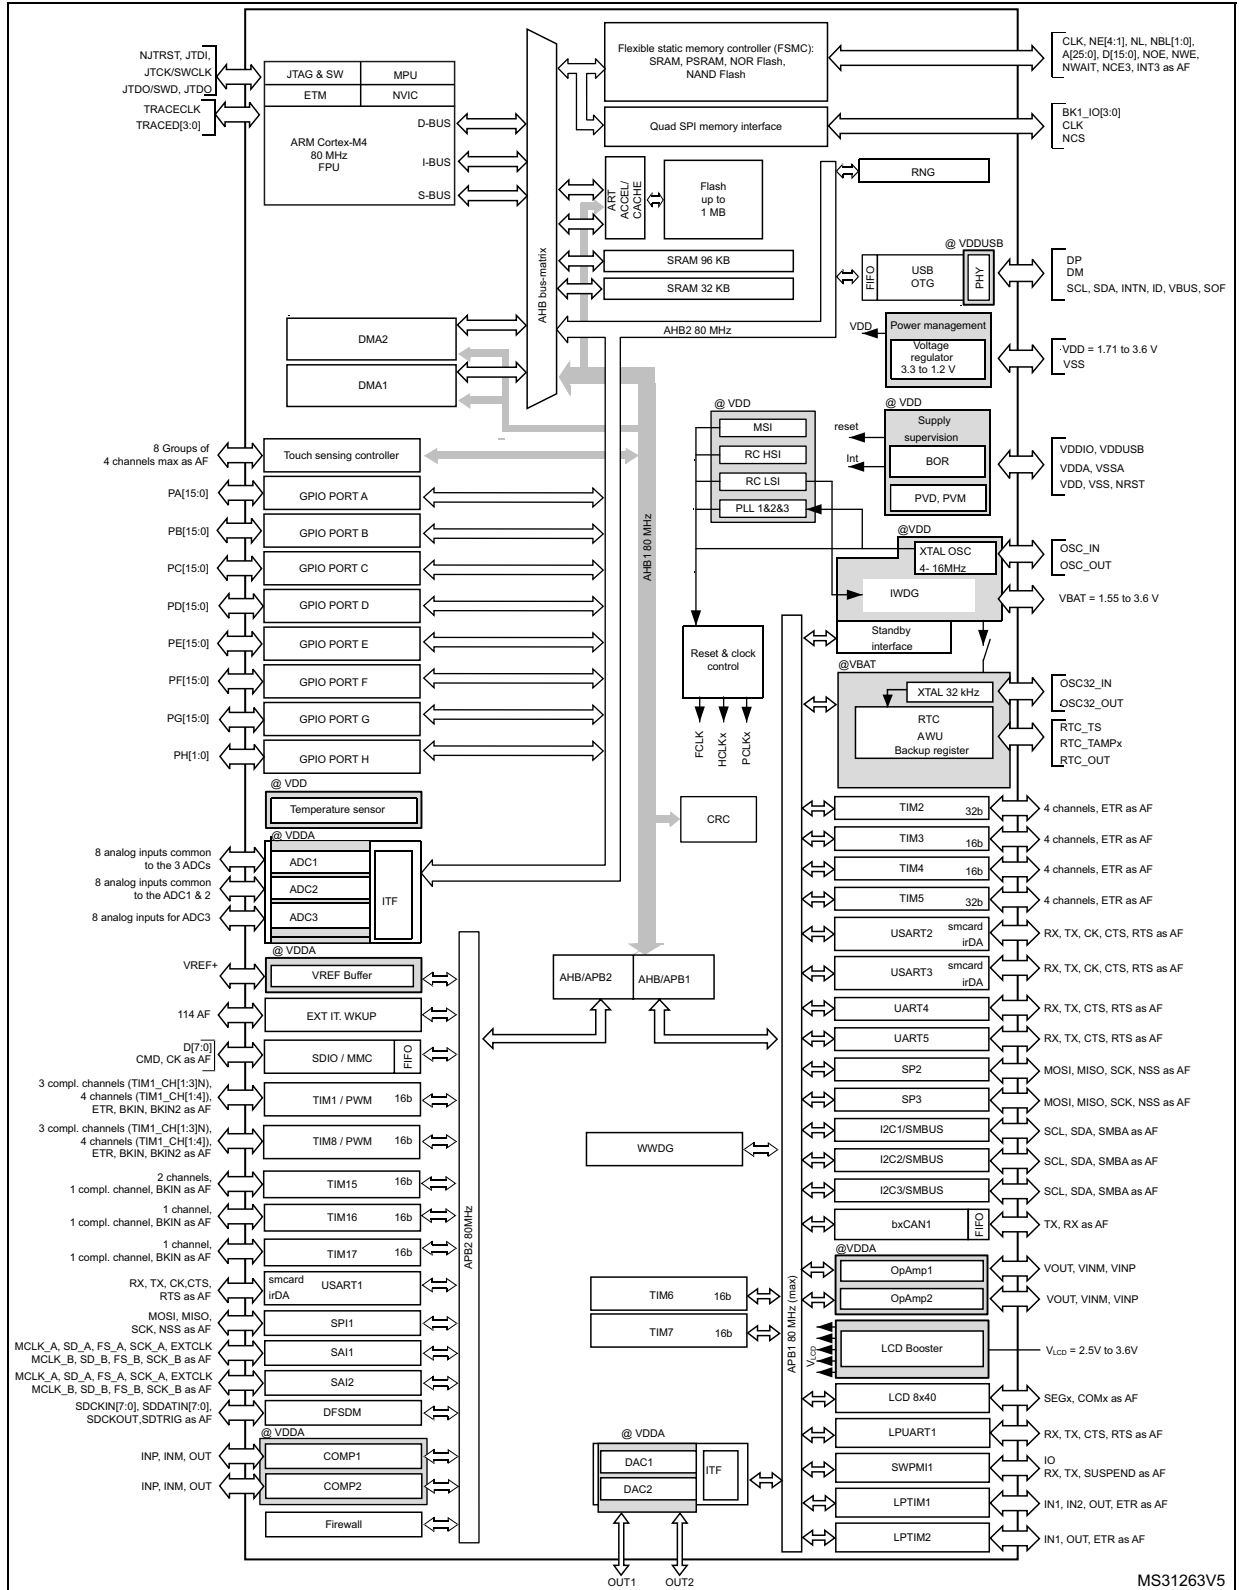 NJTRST, JTDI,
JTCK/SWCLK
JTDO/SWD, JTDO
TRACECLK
TRACED[3:0]
JTAG & SW
MPU
ETM
NVIC
ARM Cortex-M4
80 MHz
FPU
D-BUS
I-BUS
S-BUS
AHB bus-matrix
Flexible static memory controller (FSMC):
SRAM, PSRAM, NOR Flash,
NAND Flash
CLK, NE[4:1], NL, NBL[1:0],
A[25:0], D[15:0], NOE, NWE,
NWAIT, NCE3, INT3 as AF
Quad SPI memory interface
BK1_IO[3:0]
CLK
NCS
ART
ACCEL/
CACHE
Flash
up to
1 MB
RNG
SRAM 96 KB
SRAM 32 KB
AHB2 80 MHz
@ VDDUSB
FIFO
USB
OTG
PHY
DP
DM
SCL, SDA, INTN, ID, VBUS, SOF
DMA2
DMA1
VDD
Power management
Voltage
regulator
3.3 to 1.2 V
VDD = 1.71 to 3.6 V
VSS
@ VDD
MSI
RC HSI
RC LSI
PLL 1&2&3
@ VDD
reset
Int
Supply
supervision
BOR
PVD, PVM
VDDIO, VDDUSB
VDDA, VSSA
VDD, VSS, NRST
8 Groups of
4 channels max as AF
Touch sensing controller
PA[15:0]
GPIO PORT A
PB[15:0]
GPIO PORT B
PC[15:0]
GPIO PORT C
PD[15:0]
GPIO PORT D
PE[15:0]
GPIO PORT E
PF[15:0]
GPIO PORT F
PG[15:0]
GPIO PORT G
PH[1:0]
GPIO PORT H
AHB1 80 MHz
@VDD
XTAL OSC
4- 16MHz
IWDG
OSC_IN
OSC_OUT
VBAT = 1.55 to 3.6 V
Standby
interface
Reset & clock
control
FCLK
HCLKx
PCLKx
@VBAT
XTAL 32 kHz
RTC
AWU
Backup register
OSC32_IN
OSC32_OUT
RTC_TS
RTC_TAMPx
RTC_OUT
@ VDD
Temperature sensor
CRC
@ VDDA
8 analog inputs common
to the 3 ADCs
8 analog inputs common
to the ADC1 & 2
8 analog inputs for ADC3
ADC1
ADC2
ADC3
ITF
@ VDDA
VREF+
VREF Buffer
AHB/APB2
AHB/APB1
114 AF
EXT IT. WKUP
D[7:0]
CMD, CK as AF
SDIO / MMC
FIFO
3 compl. channels (TIM1_CH[1:3]N),
4 channels (TIM1_CH[1:4]),
ETR, BKIN, BKIN2 as AF
TIM1 / PWM
16b
3 compl. channels (TIM1_CH[1:3]N),
4 channels (TIM1_CH[1:4]),
ETR, BKIN, BKIN2 as AF
TIM8 / PWM
16b
2 channels,
1 compl. channel, BKIN as AF
TIM15
16b
1 channel,
1 compl. channel, BKIN as AF
TIM16
16b
1 channel,
1 compl. channel, BKIN as AF
TIM17
16b
RX, TX, CK,CTS,
RTS as AF
smcard
irDA
USART1
MOSI, MISO,
SCK, NSS as AF
SPI1
MCLK_A, SD_A, FS_A, SCK_A, EXTCLK
MCLK_B, SD_B, FS_B, SCK_B as AF
SAI1
MCLK_A, SD_A, FS_A, SCK_A, EXTCLK
MCLK_B, SD_B, FS_B, SCK_B as AF
SAI2
SDCKIN[7:0], SDDATIN[7:0],
SDCKOUT,SDTRIG as AF
DFSDM
@ VDDA
INP, INM, OUT
COMP1
INP, INM, OUT
COMP2
Firewall
APB2 80MHz
WWDG
TIM6
16b
TIM7
16b
@ VDDA
DAC1
DAC2
ITF
OUT1
OUT2
APB1 80 MHz (max)
TIM2
32b
4 channels, ETR as AF
TIM3
16b
4 channels, ETR as AF
TIM4
16b
4 channels, ETR as AF
TIM5
32b
4 channels, ETR as AF
USART2
smcard
irDA
RX, TX, CK, CTS, RTS as AF
USART3
smcard
irDA
RX, TX, CK, CTS, RTS as AF
UART4
RX, TX, CTS, RTS as AF
UART5
RX, TX, CTS, RTS as AF
SP2
MOSI, MISO, SCK, NSS as AF
SP3
MOSI, MISO, SCK, NSS as AF
I2C1/SMBUS
SCL, SDA, SMBA as AF
I2C2/SMBUS
SCL, SDA, SMBA as AF
I2C3/SMBUS
SCL, SDA, SMBA as AF
bxCAN1
FIFO
TX, RX as AF
@VDDA
OpAmp1
VOUT, VINM, VINP
OpAmp2
VOUT, VINM, VINP
VLCD
LCD Booster
VLCD = 2.5V to 3.6V
LCD 8x40
SEGx, COMx as AF
LPUART1
RX, TX, CTS, RTS as AF
SWPMI1
IO
RX, TX, SUSPEND as AF
LPTIM1
IN1, IN2, OUT, ETR as AF
LPTIM2
IN1, OUT, ETR as AF
MS31263V5